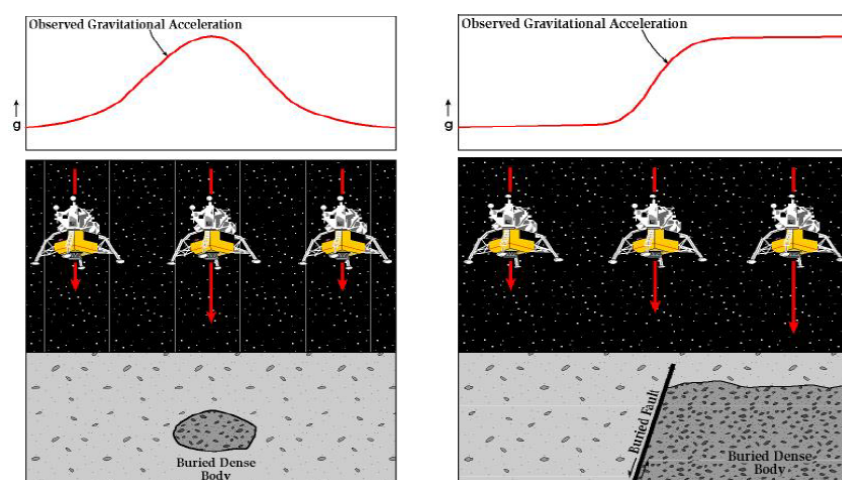 Observed Gravitational Acceleration
g
Buried Dense
Body
Observed Gravitational Acceleration
g
Buried Fault
Buried Dense
Body